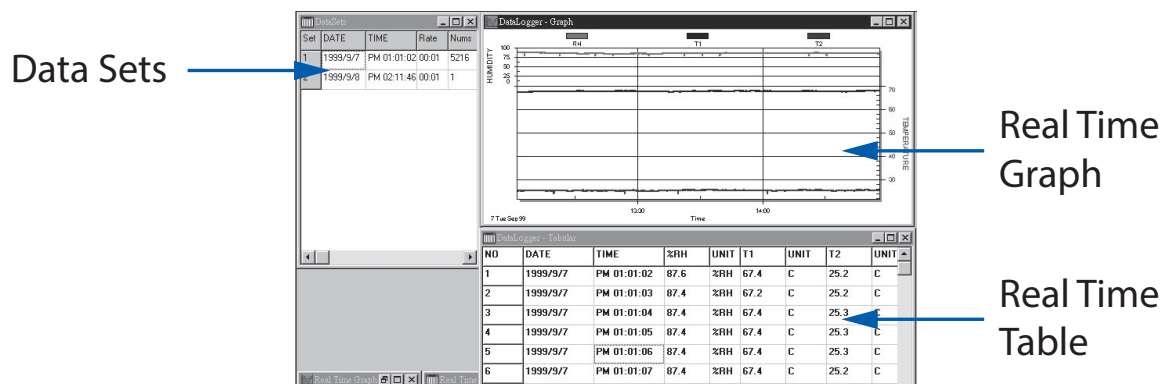 Data Sets
DataSets
Set DATE TIME Rate Nums
1 1999/9/7 PM 01:01:02 00:01 5216
2 1999/9/8 PM 02:11:46 00:01 1
DataLogger - Graph
RH T1 T2
HUMIDITY
100
75
50
25
0
70
60
50
40
30
TEMPERATURE
13:00 14:00
7 Tue Sep 99 Time
Real Time
Graph
DataLogger - Tabular
NO DATE TIME %RH UNIT T1 UNIT T2 UNIT
1 1999/9/7 PM 01:01:02 87.6 %RH 67.4 C 25.2 C
2 1999/9/7 PM 01:01:03 87.4 %RH 67.2 C 25.2 C
3 1999/9/7 PM 01:01:04 87.4 %RH 67.4 C 25.3 C
4 1999/9/7 PM 01:01:05 87.4 %RH 67.4 C 25.3 C
5 1999/9/7 PM 01:01:06 87.4 %RH 67.4 C 25.3 C
6 1999/9/7 PM 01:01:07 87.4 %RH 67.4 C 25.2 C
Real Time
Table
Real Time Graph
Real Time